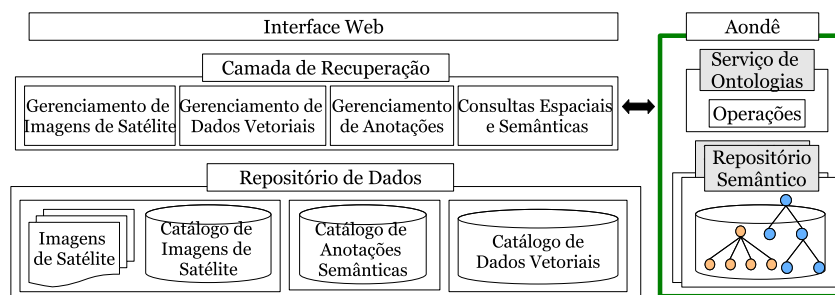 Interface Web
Camada de Recuperação
Gerenciamento de
Imagens de Satélite
Gerenciamento de
Dados Vetoriais
Gerenciamento
de Anotações
Consultas Espaciais
e Semânticas
Repositório de Dados
Imagens
de Satélite
Catálogo de
Imagens de
Satélite
Catálogo de
Anotações
Semânticas
Catálogo de
Dados Vetoriais
Aondê
Serviço de
Ontologias
Operações
Repositório
Semântico